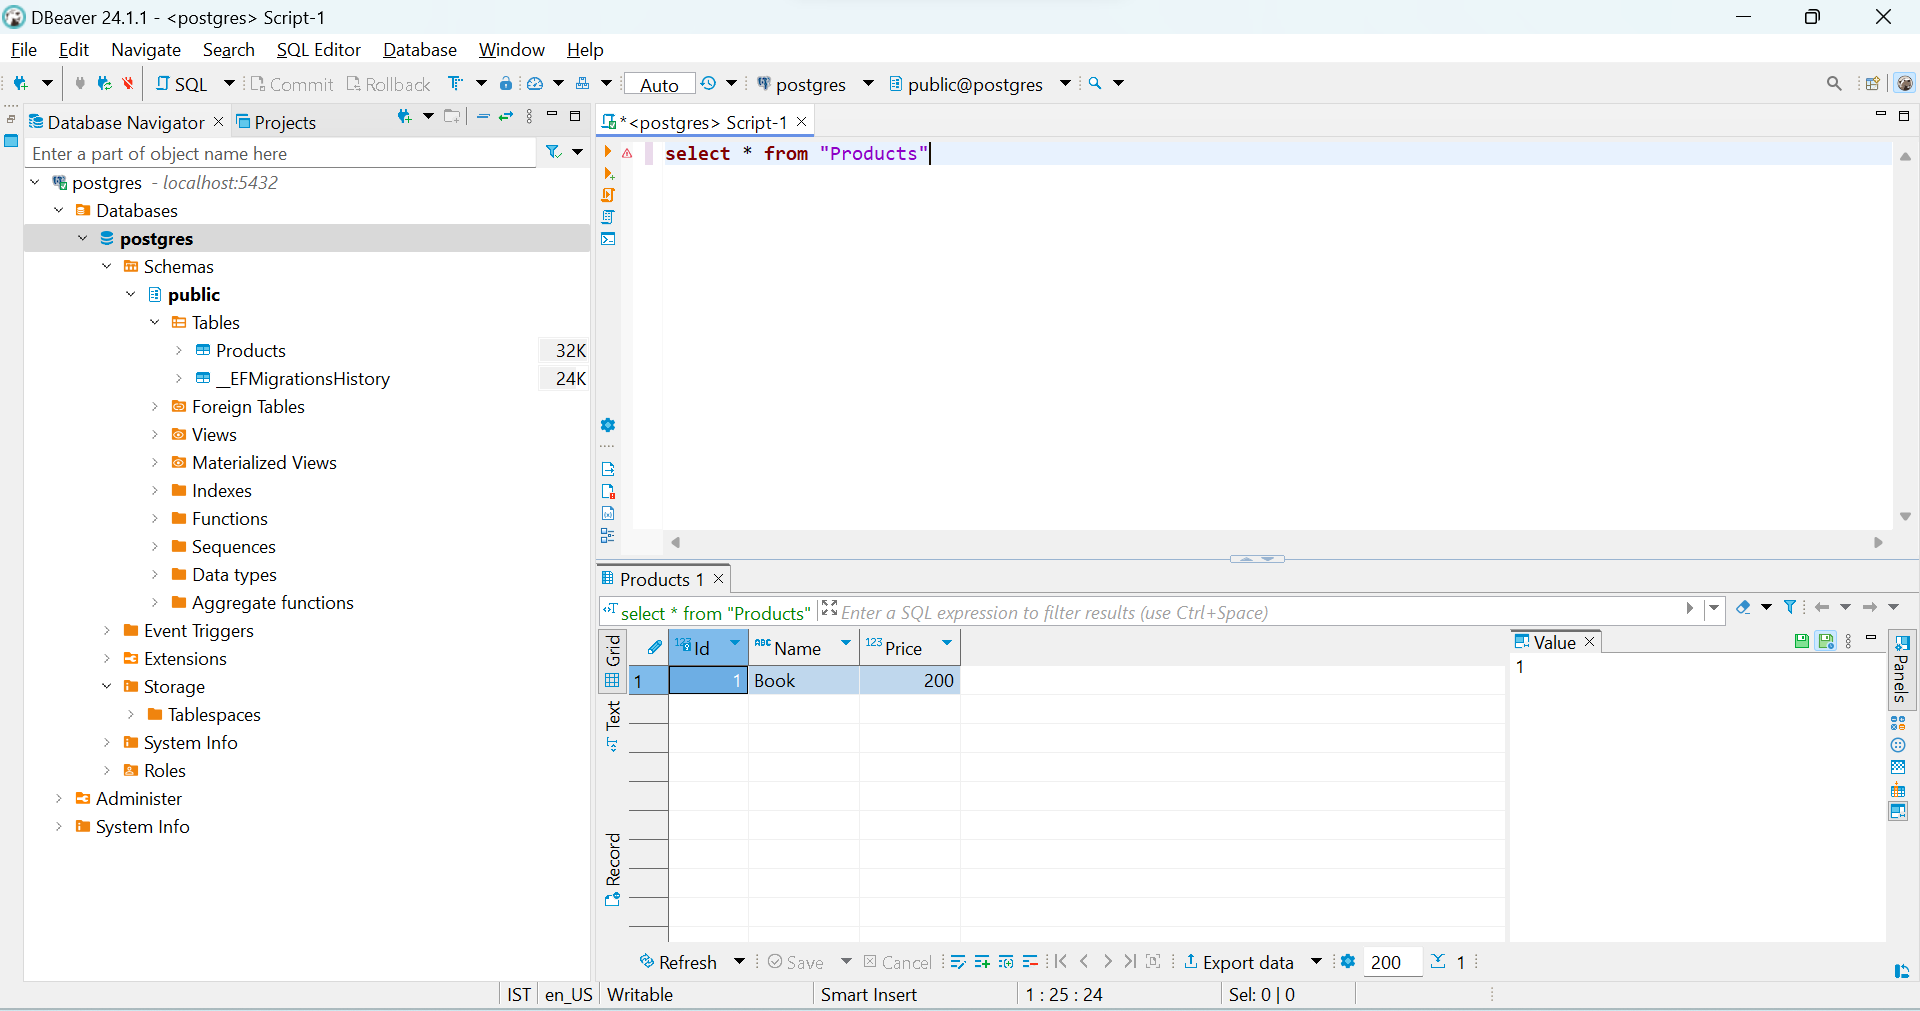 DBeaver 24.1.1 - <postgres> Script-1
File Edit Navigate Search SQL Editor Database Window Help
SQL Commit Rollback Auto postgres public@postgres
Database Navigator Projects
Enter a part of object name here
postgres - localhost:5432
Databases
postgres
Schemas
public
Tables
Products 32K
__EFMigrationsHistory 24K
Foreign Tables
Views
Materialized Views
Indexes
Functions
Sequences
Data types
Aggregate functions
Event Triggers
Extensions
Storage
Tablespaces
System Info
Roles
Administer
System Info
*<postgres> Script-1
select * from "Products"
Products 1
select * from "Products" Enter a SQL expression to filter results (use Ctrl+Space)
Grid
Text
Record
123 Id ABC Name 123 Price
1 1 Book 200
Value
1
Panels
Refresh Save Cancel Export data 200 1
IST en_US Writable Smart Insert 1 : 25 : 24 Sel: 0 | 0